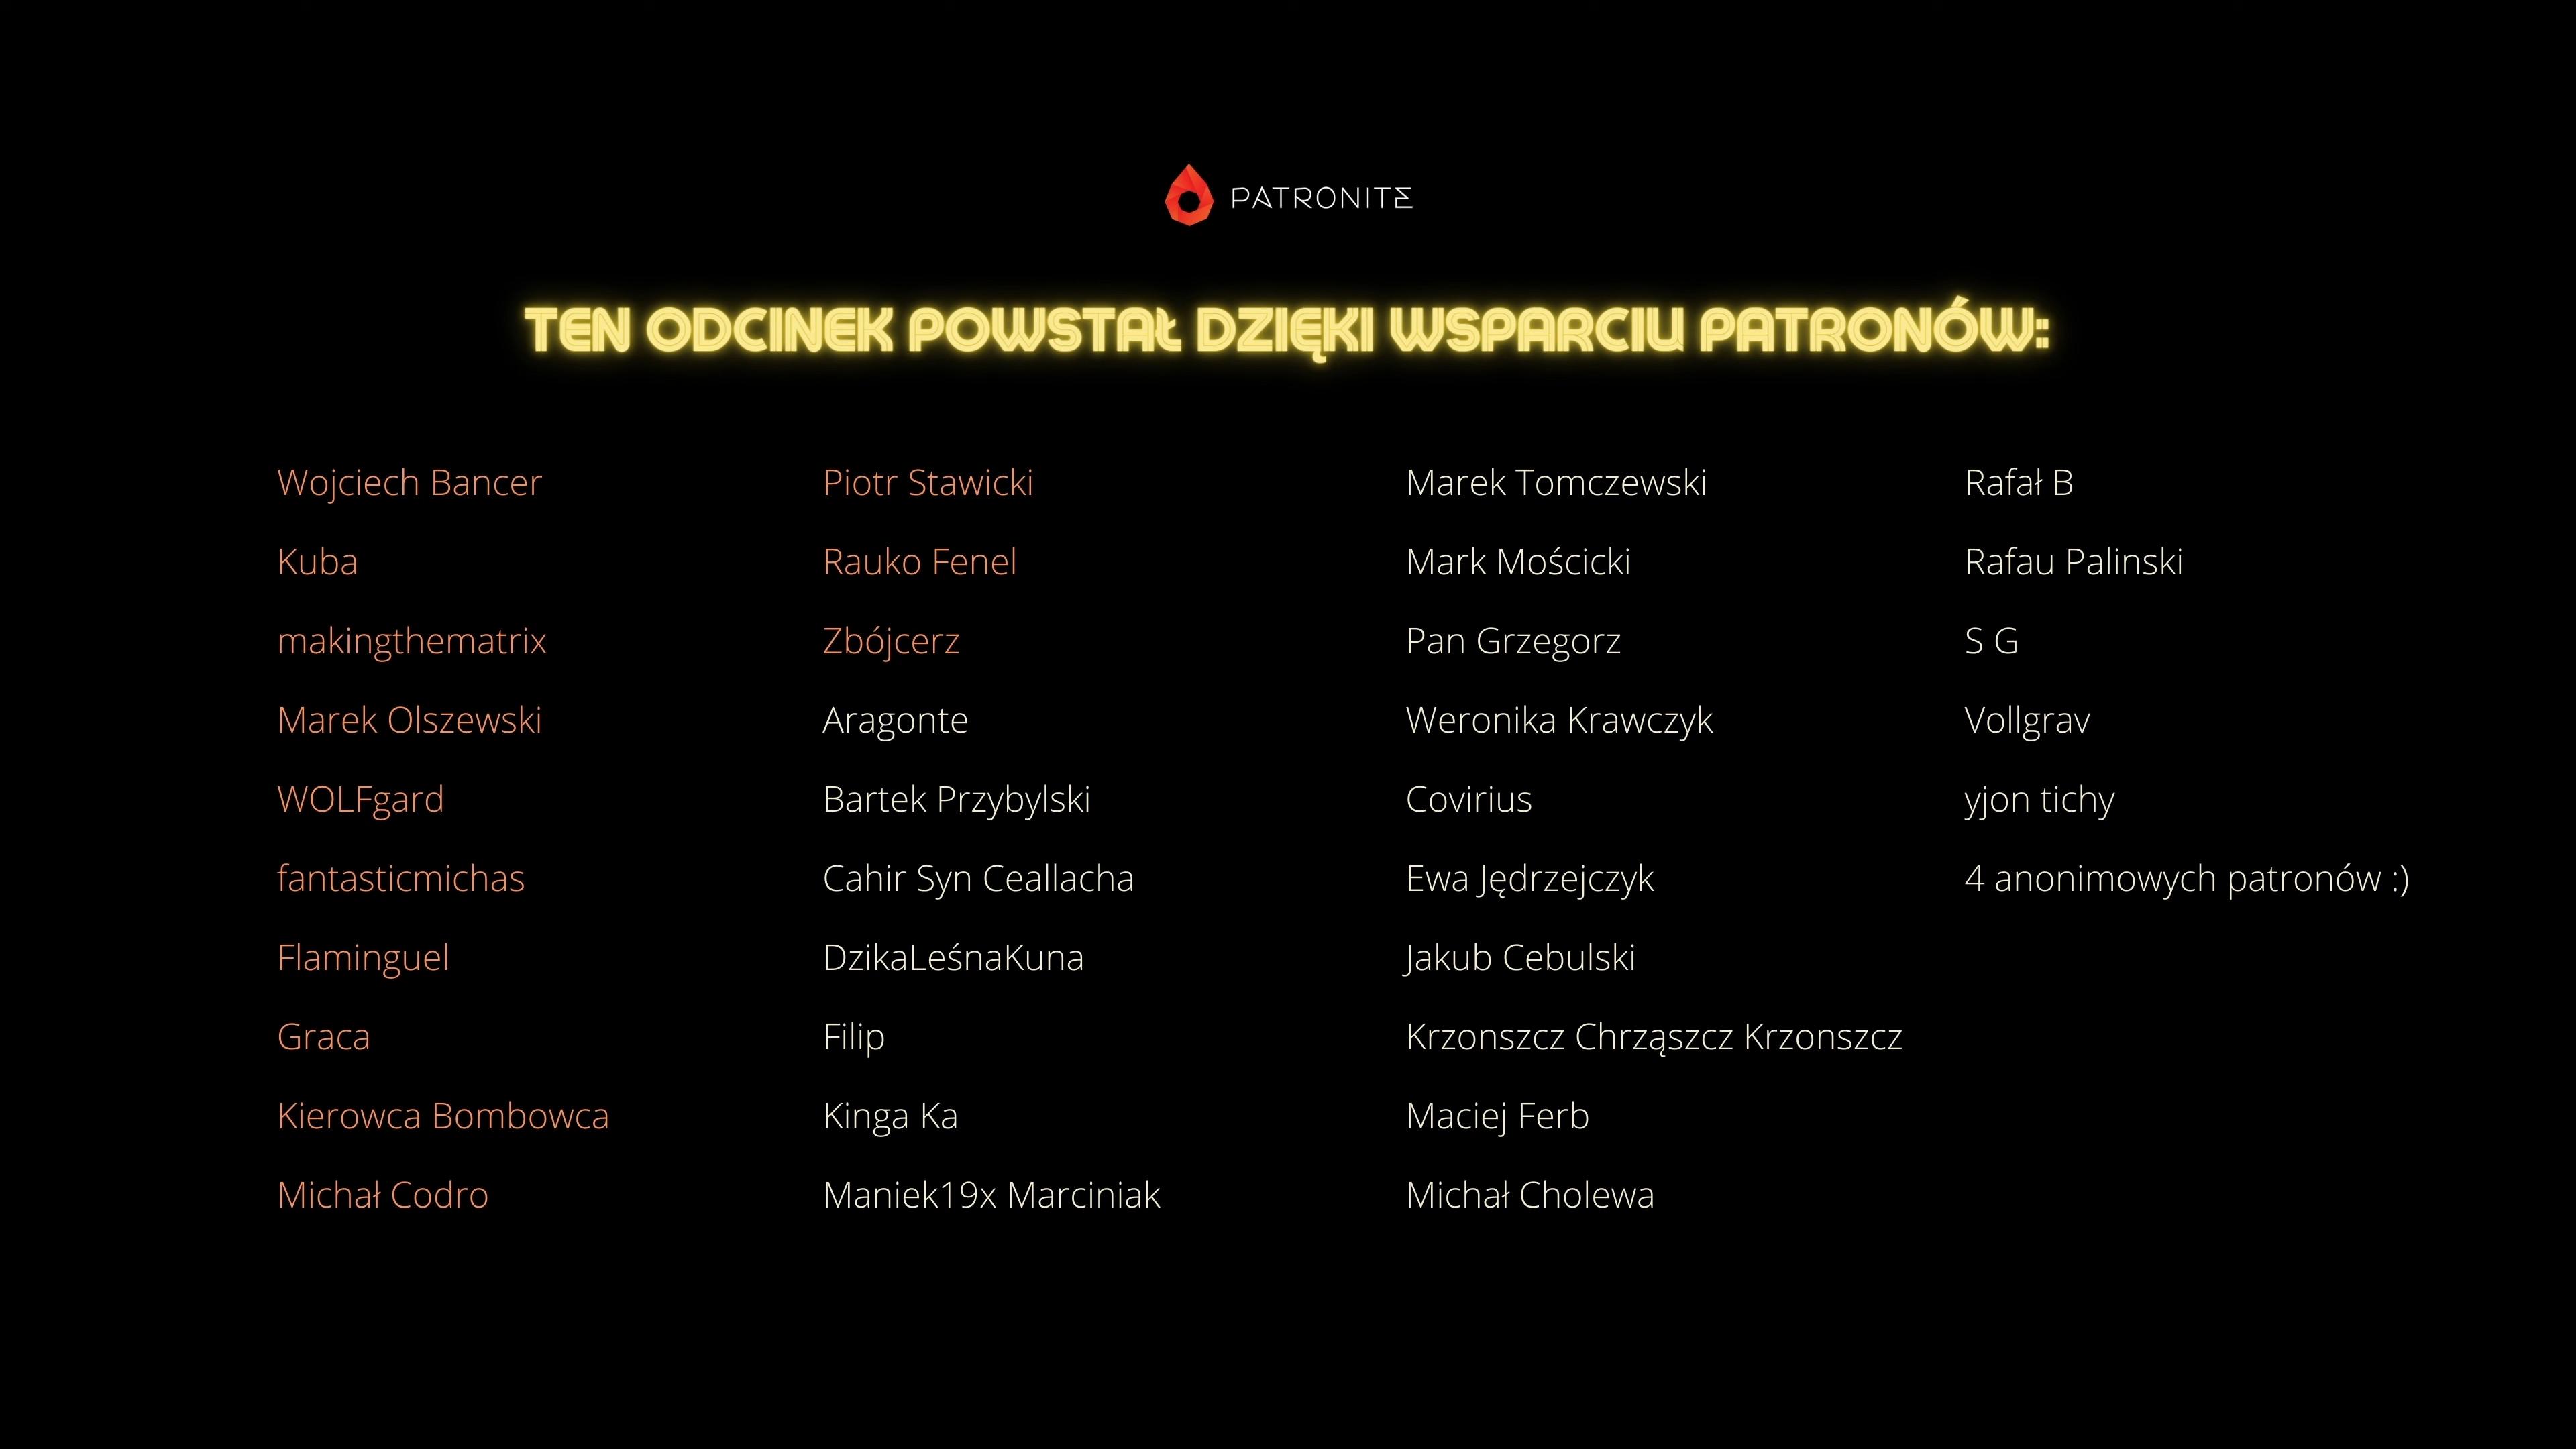 PATRONITE
TEN ODCINEK POWSTAŁ DZIĘKI WSPARCIU PATRONÓW:
Wojciech Bancer
Kuba
makingthematrix
Marek Olszewski
WOLFgard
fantasticmichas
Flaminguel
Graca
Kierowca Bombowca
Michał Codro
Piotr Stawicki
Rauko Fenel
Zbójcerz
Aragonte
Bartek Przybylski
Cahir Syn Ceallacha
DzikaLeśnaKuna
Filip
Kinga Ka
Maniek19x Marciniak
Marek Tomczewski
Mark Mościcki
Pan Grzegorz
Weronika Krawczyk
Covirius
Ewa Jędrzejczyk
Jakub Cebulski
Krzonszcz Chrząszcz Krzonszcz
Maciej Ferb
Michał Cholewa
Rafał B
Rafau Palinski
S G
Vollgrav
yjon tichy
4 anonimowych patronów :)